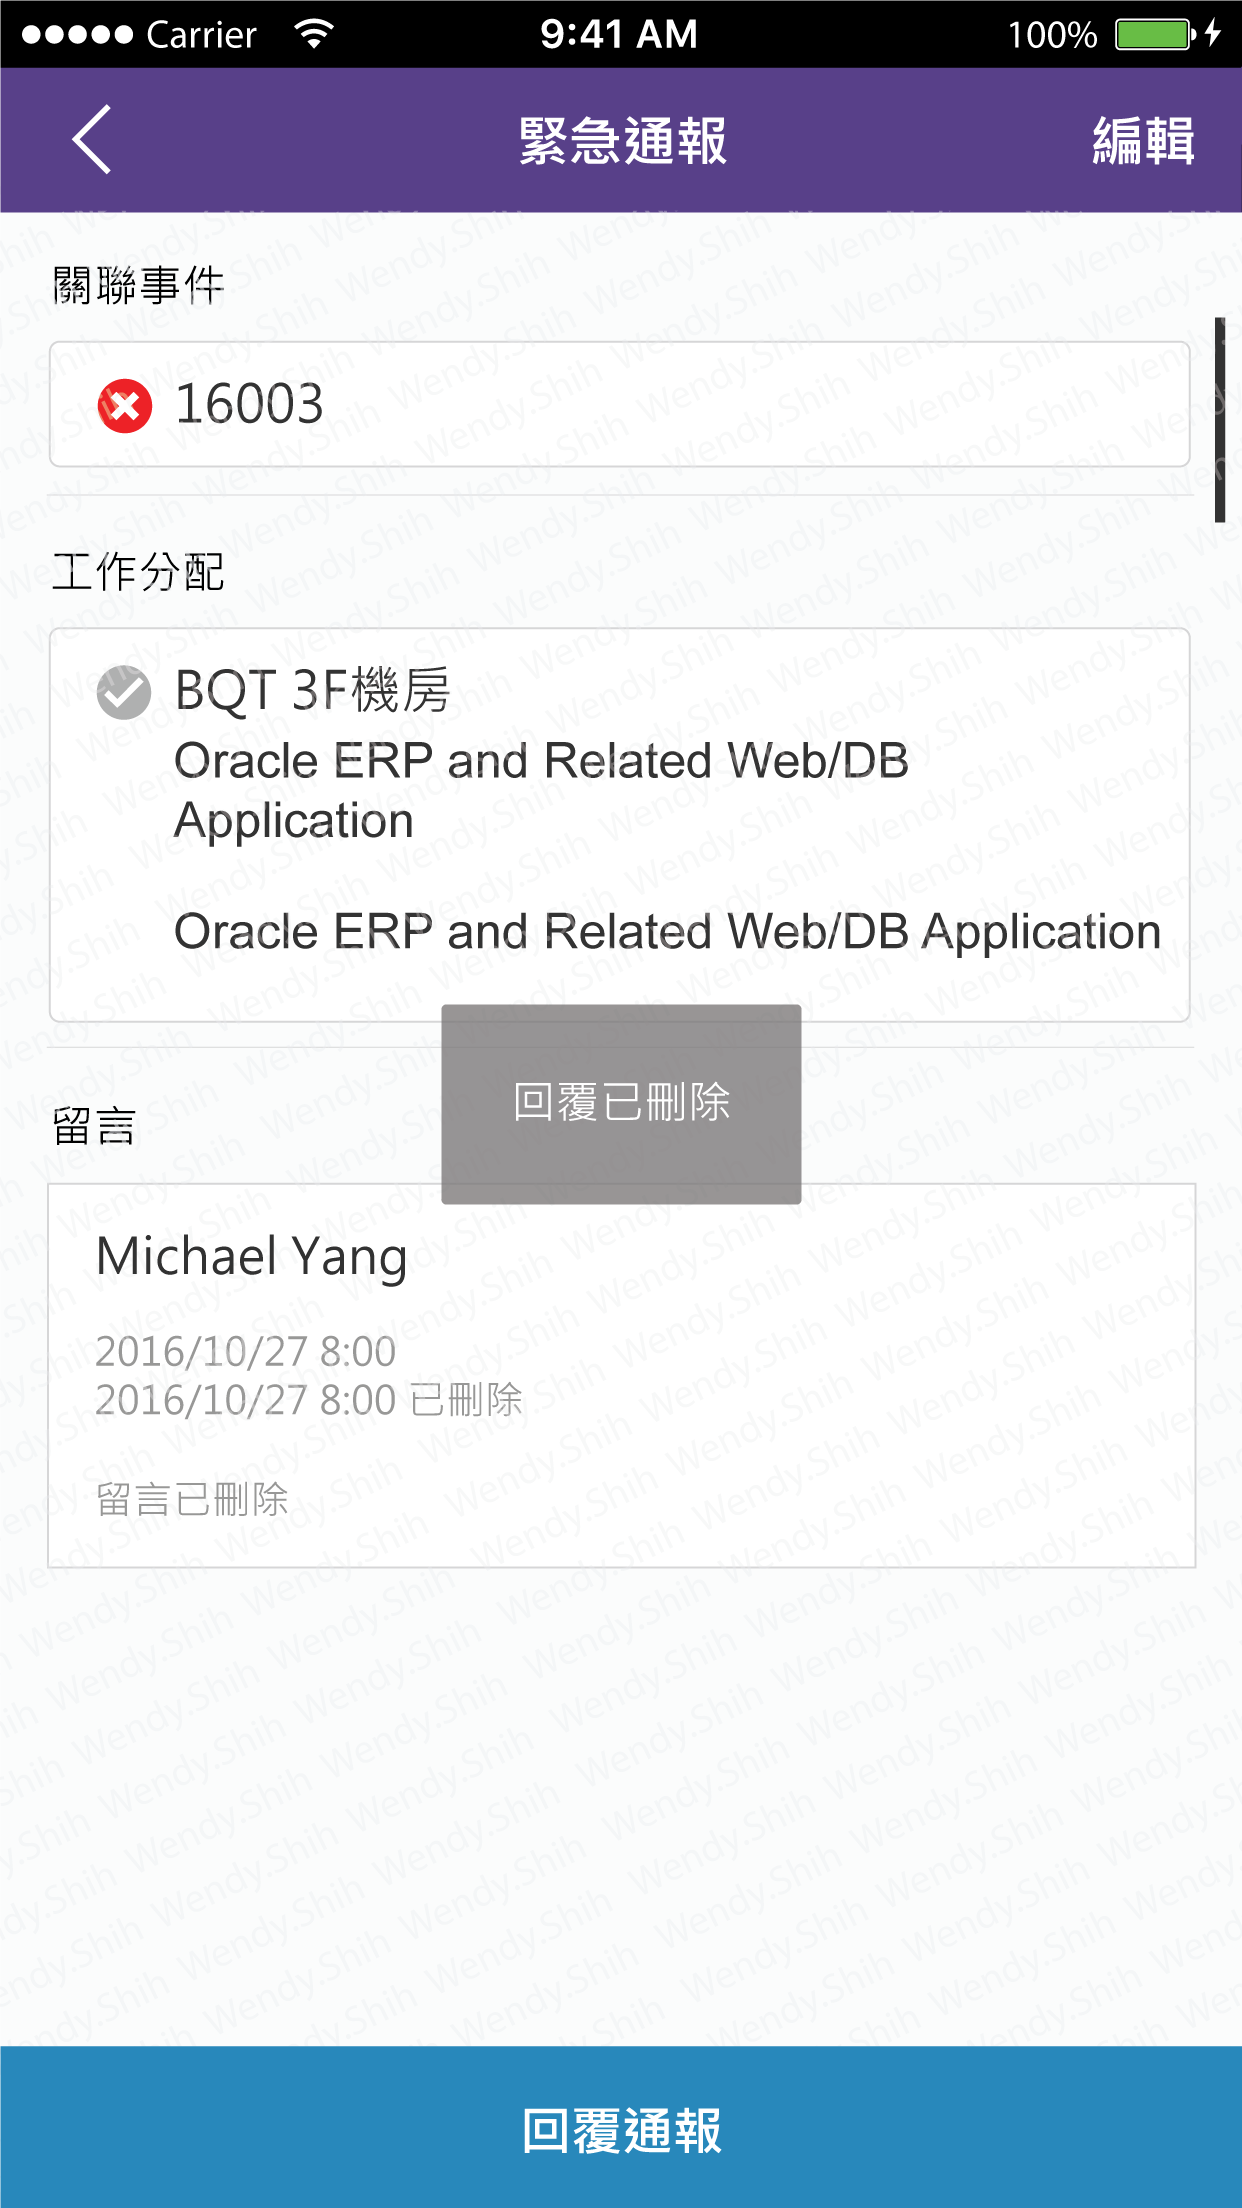 Carrier
9:41 AM
100%
緊急通報
編輯
關聯事件
16003
工作分配
BQT 3F機房
Oracle ERP and Related Web/DB
Application
Oracle ERP and Related Web/DB Application
回覆已刪除
留言
Michael Yang
2016/10/27 8:00
2016/10/27 8:00 已刪除
留言已刪除
回覆通報
Wendy.Shih